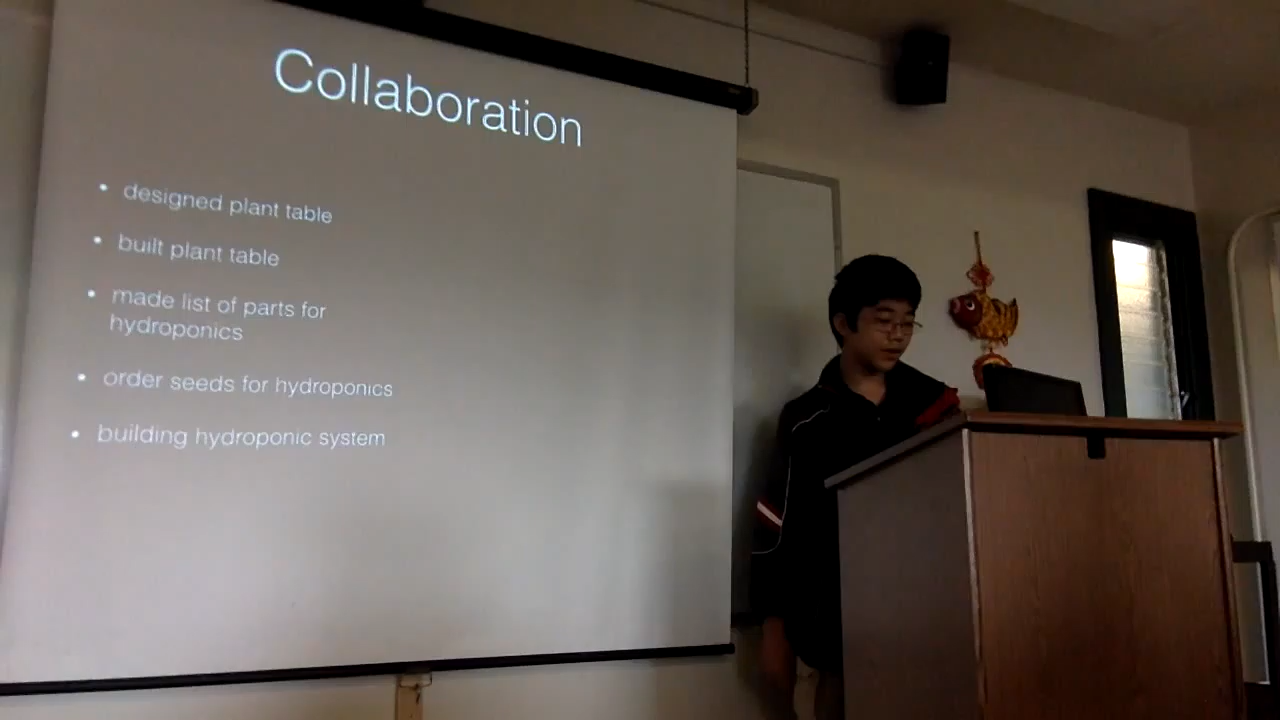 Collaboration
• designed plant table
• built plant table
• made list of parts for
hydroponics
• order seeds for hydroponics
• building hydroponic system